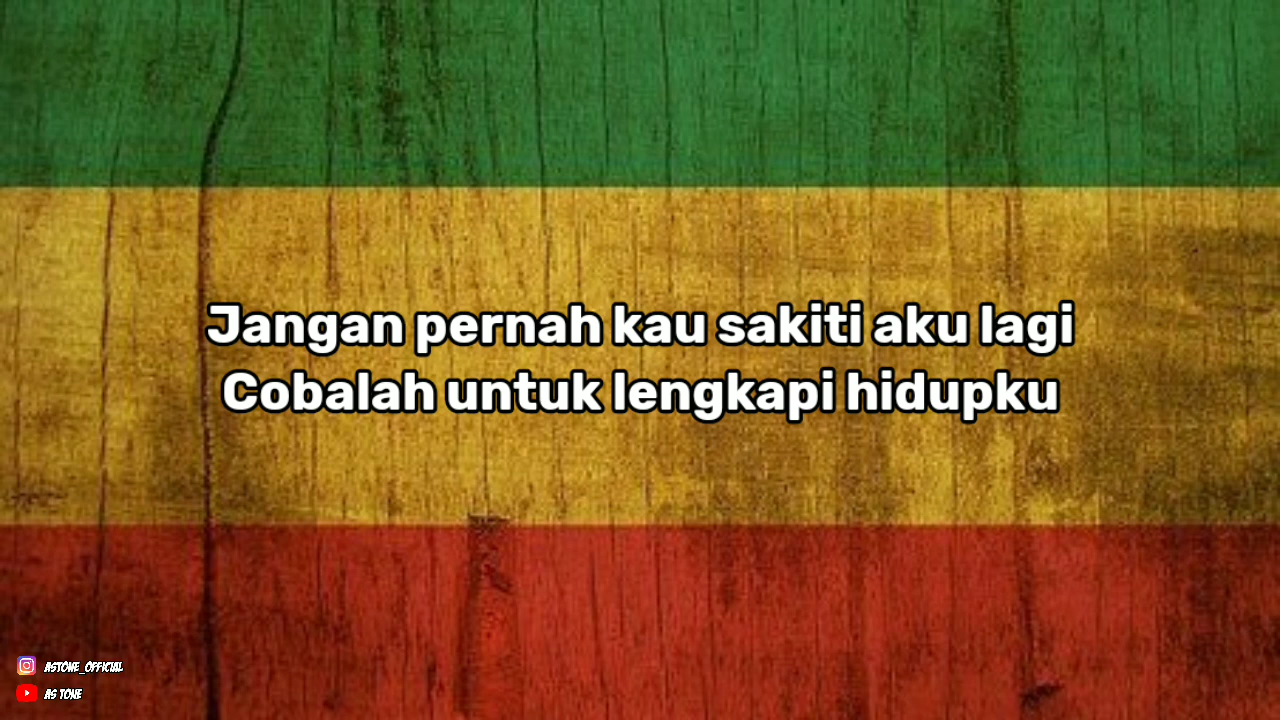 Jangan pernah kau sakiti aku lagi
Cobalah untuk lengkapi hidupku
ASTONE_OFFICIAL
AS TONE